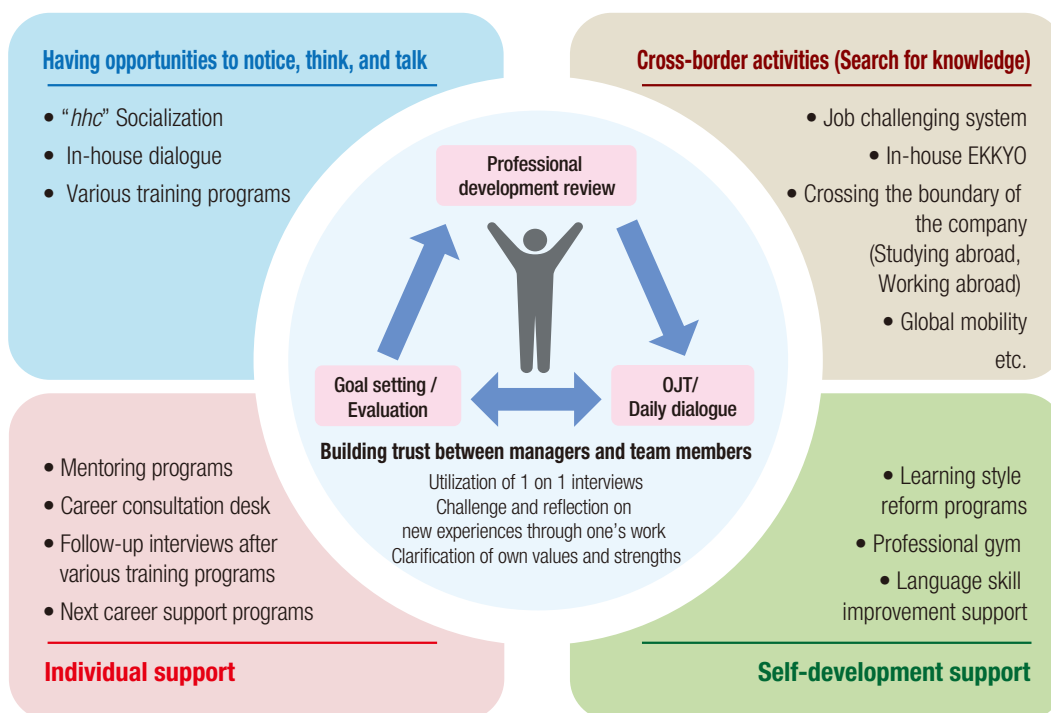 Having opportunities to notice, think, and talk
• “hhc” Socialization
• In-house dialogue
• Various training programs
Cross-border activities (Search for knowledge)
• Job challenging system
• In-house EKKYO
• Crossing the boundary of
the company
(Studying abroad,
Working abroad)
• Global mobility
etc.
Professional
development review
Goal setting /
Evaluation
OJT/
Daily dialogue
Building trust between managers and team members
Utilization of 1 on 1 interviews
Challenge and reflection on
new experiences through one’s work
Clarification of own values and strengths
• Mentoring programs
• Career consultation desk
• Follow-up interviews after
various training programs
• Next career support programs
Individual support
• Learning style
reform programs
• Professional gym
• Language skill
improvement support
Self-development support